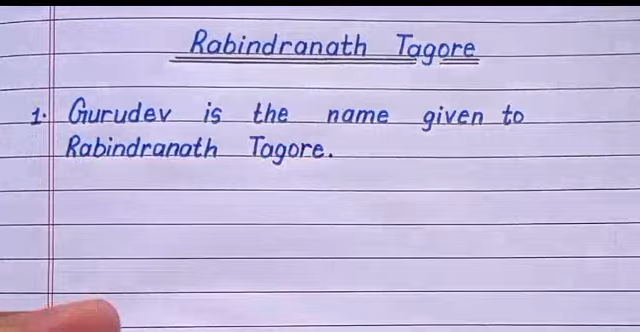 Rabindranath Tagore
1. Gurudev is the name given to
Rabindranath Tagore.